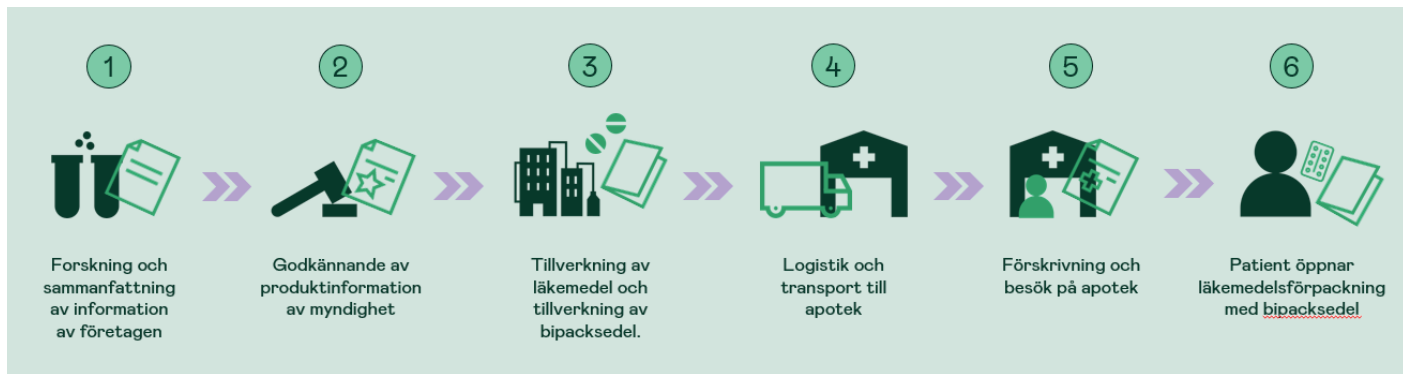 1
Forskning och
sammanfattning
av information
av företagen
2
Godkännande av
produktinformation
av myndighet
3
Tillverkning av
läkemedel och
tillverkning av
bipacksedel.
4
Logistik och
transport till
apotek
5
Förskrivning och
besök på apotek
6
Patient öppnar
läkemedelsförpackning
med bipacksedel